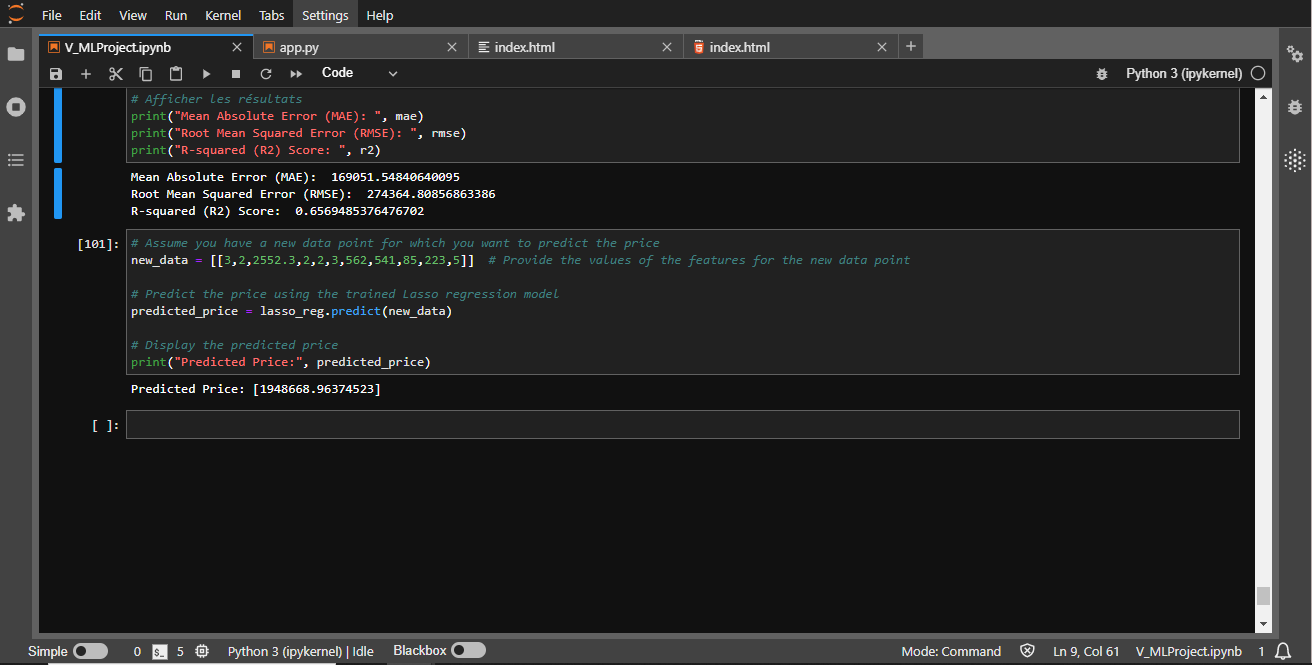 File Edit View Run Kernel Tabs Settings Help
V_MLProject.ipynb app.py index.html index.html
Code Python 3 (ipykernel)
# Afficher les résultats
print("Mean Absolute Error (MAE): ", mae)
print("Root Mean Squared Error (RMSE): ", rmse)
print("R-squared (R2) Score: ", r2)
Mean Absolute Error (MAE):  169051.54840640095
Root Mean Squared Error (RMSE):  274364.80856863386
R-squared (R2) Score:  0.6569485376476702
[101]: # Assume you have a new data point for which you want to predict the price
new_data = [[3,2,2552.3,2,2,3,562,541,85,223,5]]  # Provide the values of the features for the new data point
# Predict the price using the trained Lasso regression model
predicted_price = lasso_reg.predict(new_data)
# Display the predicted price
print("Predicted Price:", predicted_price)
Predicted Price: [1948668.96374523]
[ ]:
Simple 0 $_ 5 Python 3 (ipykernel) | Idle Blackbox Mode: Command Ln 9, Col 61 V_MLProject.ipynb 1